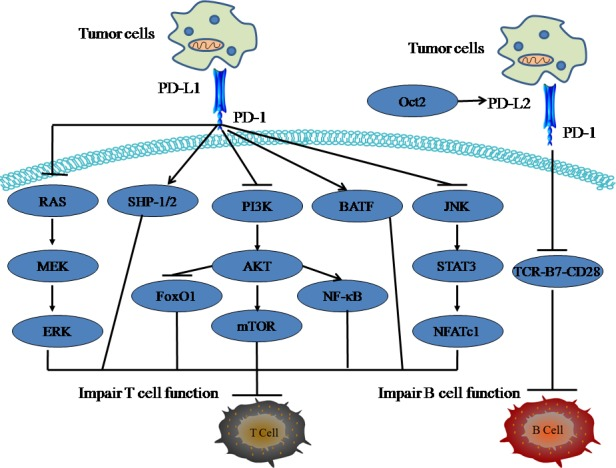 Tumor cells
Tumor cells
PD-L1
Oct2
PD-L2
PD-1
PD-1
RAS
SHP-1/2
PI3K
BATF
JNK
MEK
AKT
STAT3
TCR-B7-CD28
FoxO1
NF-κB
ERK
mTOR
NFATc1
Impair T cell function
Impair B cell function
T Cell
B Cell